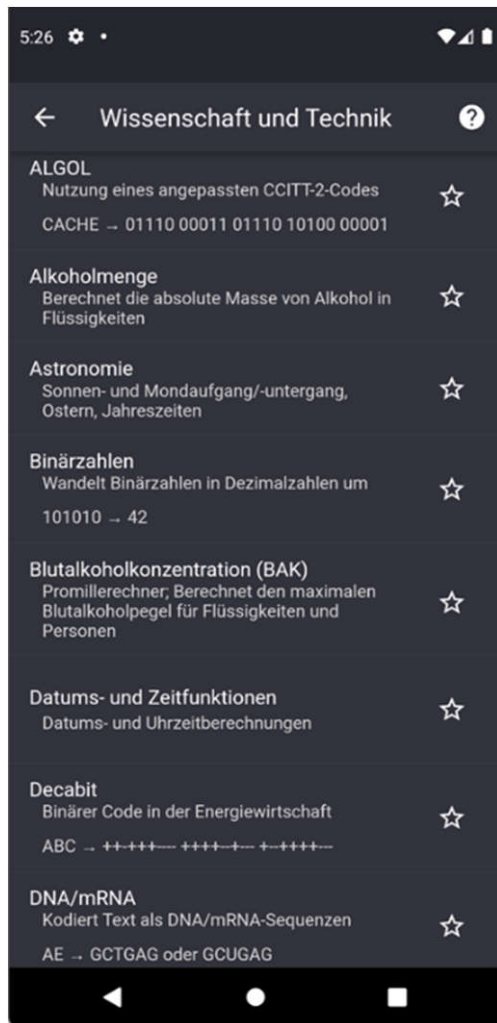 5:26
Wissenschaft und Technik
ALGOL
Nutzung eines angepassten CCITT-2-Codes
CACHE → 01110 00011 01110 10100 00001
Alkoholmenge
Berechnet die absolute Masse von Alkohol in
Flüssigkeiten
Astronomie
Sonnen- und Mondaufgang/-untergang,
Ostern, Jahreszeiten
Binärzahlen
Wandelt Binärzahlen in Dezimalzahlen um
101010 → 42
Blutalkoholkonzentration (BAK)
Promillerechner; Berechnet den maximalen
Blutalkoholpegel für Flüssigkeiten und
Personen
Datums- und Zeitfunktionen
Datums- und Uhrzeitberechnungen
Decabit
Binärer Code in der Energiewirtschaft
ABC →
DNA/mRNA
Kodiert Text als DNA/mRNA-Sequenzen
AE → GCTGAG oder GCUGAG